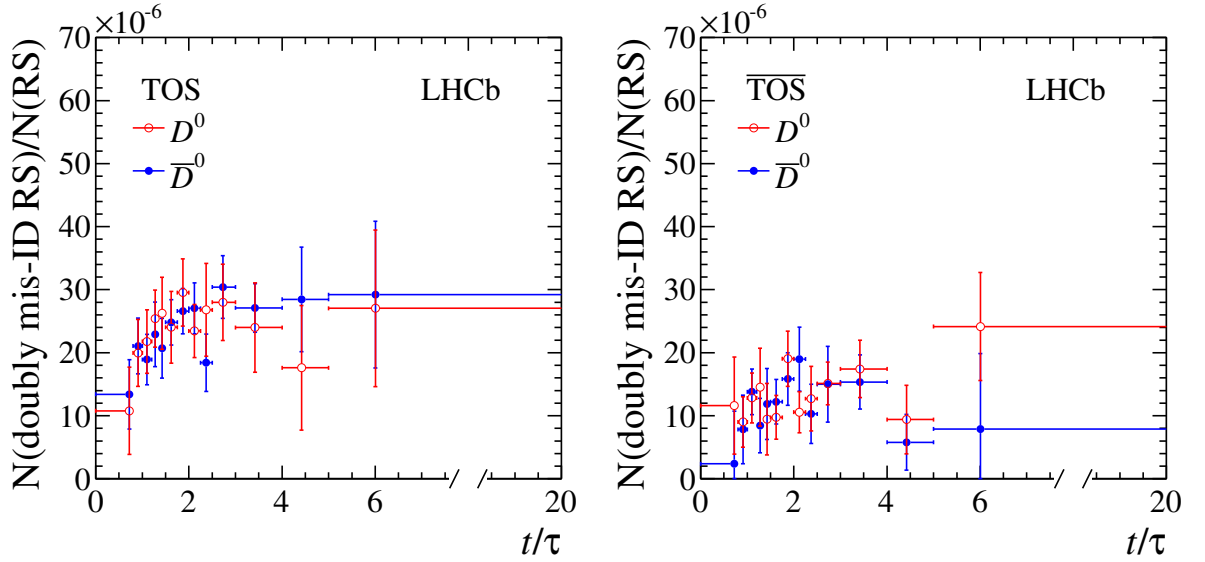 ×10⁻⁶
N(doubly mis-ID RS)/N(RS)
70
60
50
40
30
20
10
0
TOS
LHCb
D⁰
D̅⁰
0 2 4 6 // 20
t/τ
×10⁻⁶
N(doubly mis-ID RS)/N(RS)
70
60
50
40
30
20
10
0
T̅O̅S̅
LHCb
D⁰
D̅⁰
0 2 4 6 // 20
t/τ